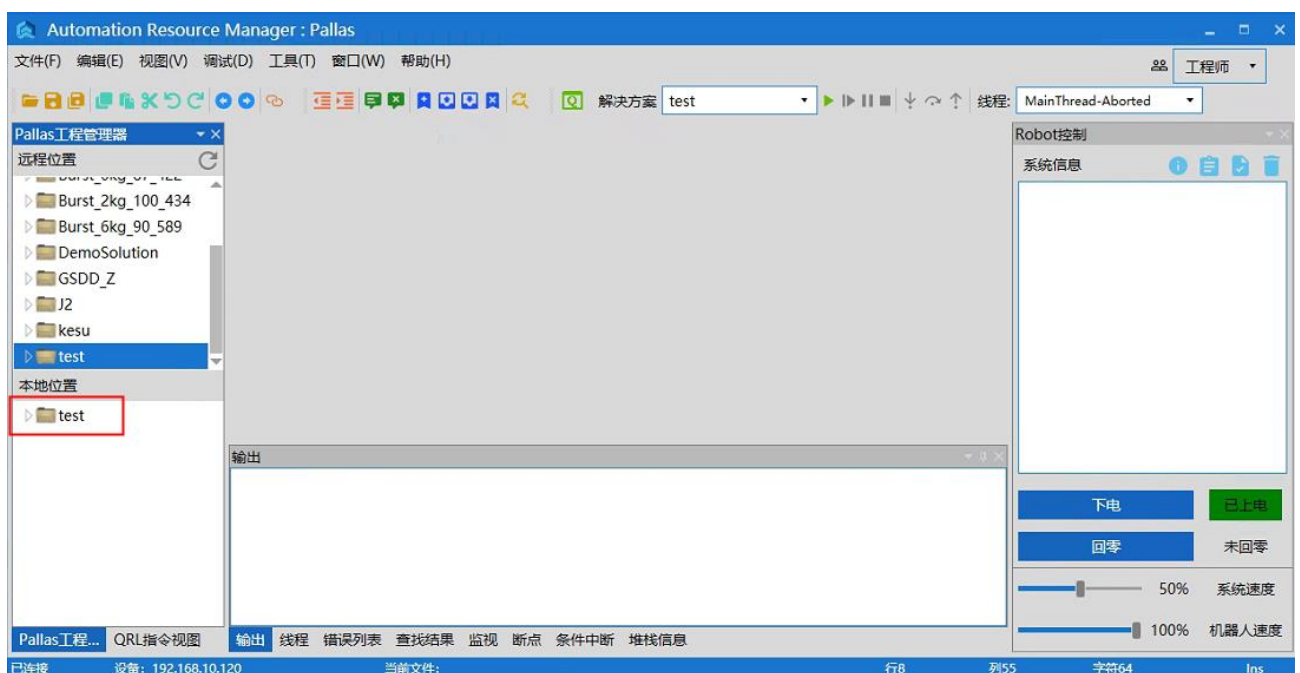 Automation Resource Manager : Pallas
文件(F) 编辑(E) 视图(V) 调试(D) 工具(T) 窗口(W) 帮助(H)
工程师
解决方案 test 线程: MainThread-Aborted
Pallas工程管理器
远程位置
Burst_2kg_100_434
Burst_6kg_90_589
DemoSolution
GSDD_Z
J2
kesu
test
本地位置
test
Pallas工程... QRL指令视图
输出
输出 线程 错误列表 查找结果 监视 断点 条件中断 堆栈信息
Robot控制
系统信息
下电 已上电
回零 未回零
50% 系统速度
100% 机器人速度
已连接 设备: 192.168.10.120 当前文件: 行8 列55 字符64 Ins